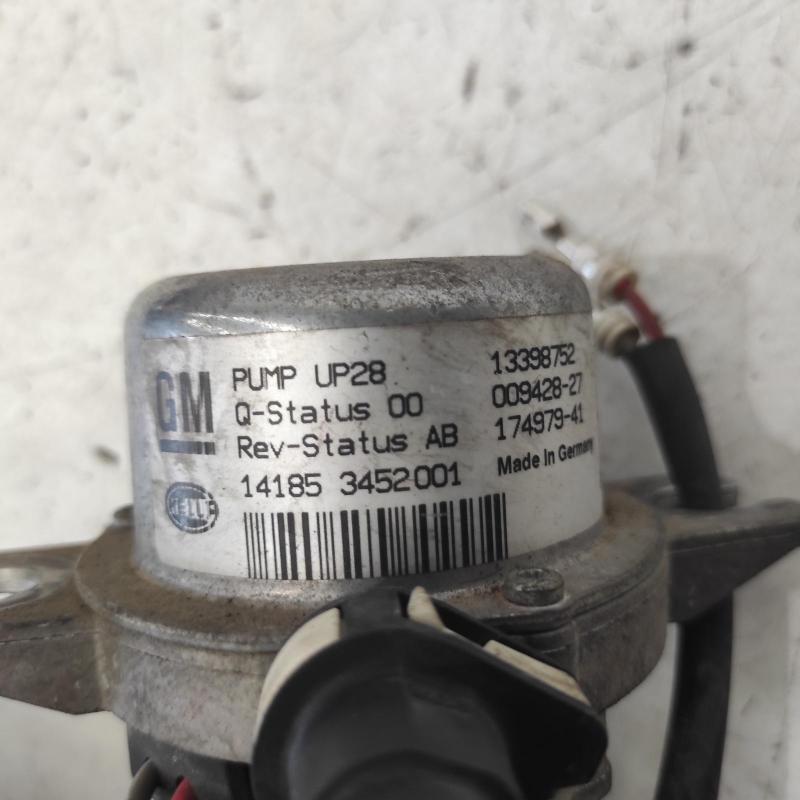 GM
PUMP UP28
Q-Status 00
Rev-Status AB
14185 3452001
13398752
009428-27
174979-41
Made In Germany
HELLA